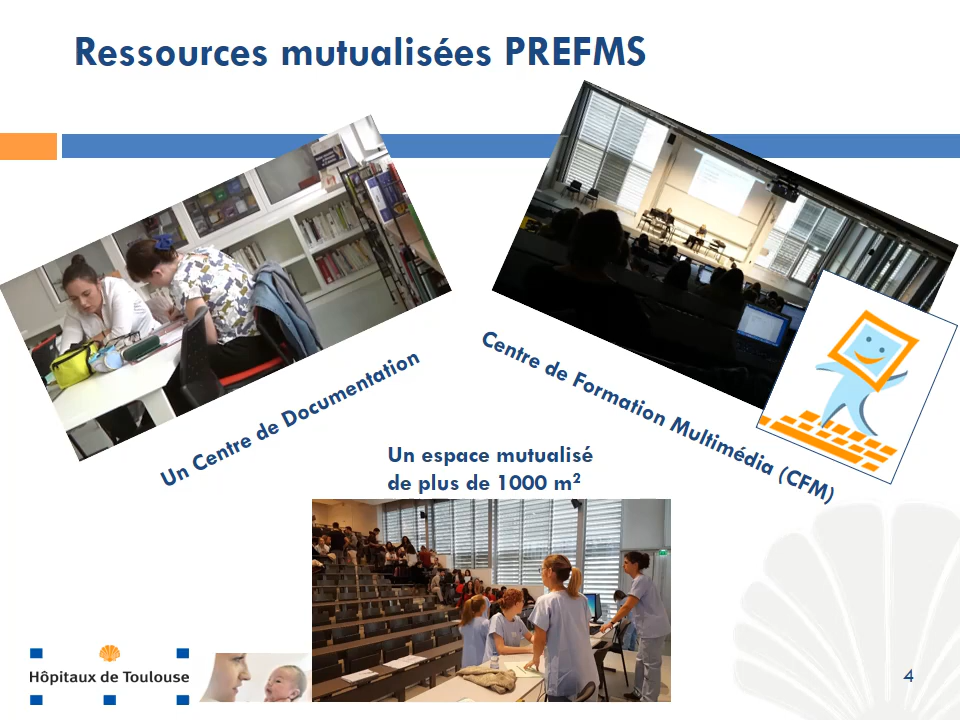 Ressources mutualisées PREFMS
Un Centre de Documentation
Centre de Formation Multimédia (CFM)
Un espace mutualisé
de plus de 1000 m²
Hôpitaux de Toulouse
4